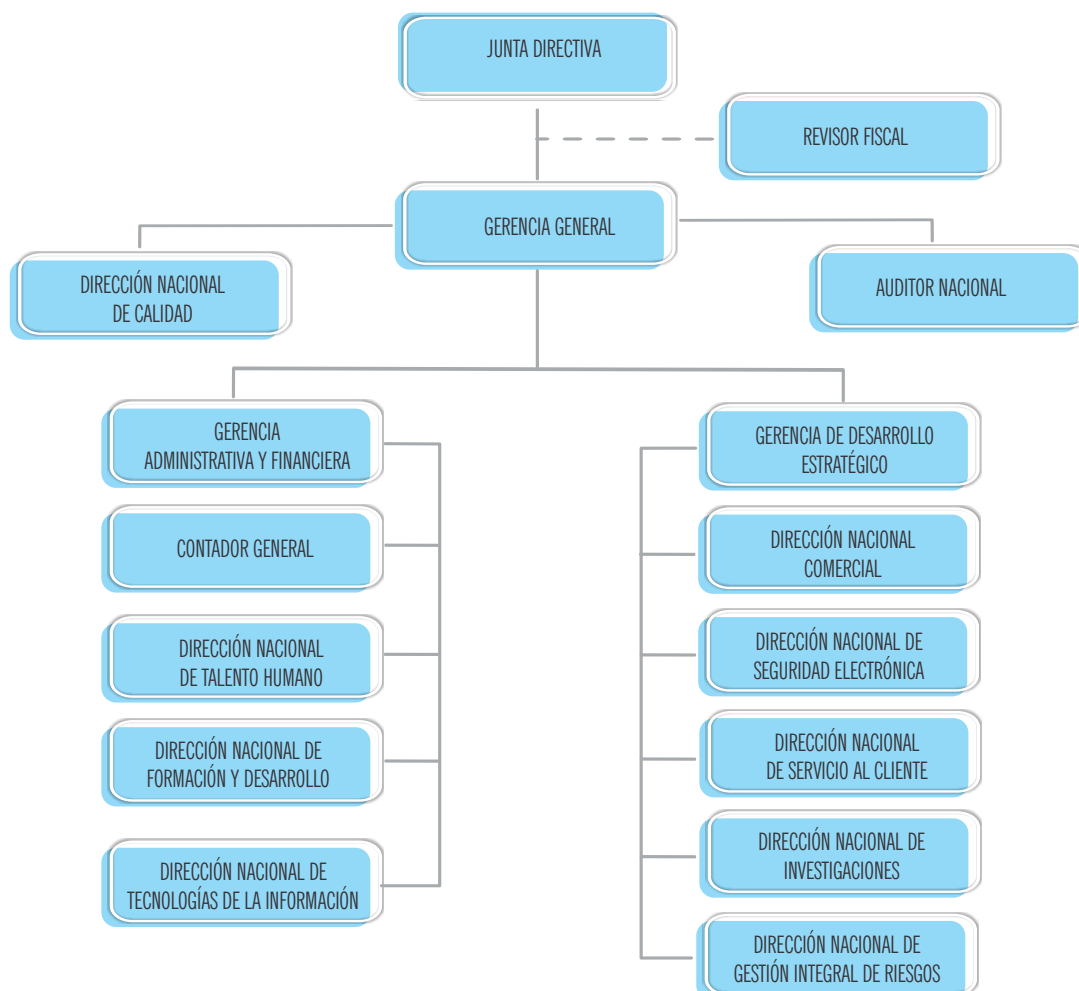 JUNTA DIRECTIVA
REVISOR FISCAL
GERENCIA GENERAL
DIRECCIÓN NACIONAL
DE CALIDAD
AUDITOR NACIONAL
GERENCIA
ADMINISTRATIVA Y FINANCIERA
CONTADOR GENERAL
DIRECCIÓN NACIONAL
DE TALENTO HUMANO
DIRECCIÓN NACIONAL DE
FORMACIÓN Y DESARROLLO
DIRECCIÓN NACIONAL DE
TECNOLOGÍAS DE LA INFORMACIÓN
GERENCIA DE DESARROLLO
ESTRATÉGICO
DIRECCIÓN NACIONAL
COMERCIAL
DIRECCIÓN NACIONAL DE
SEGURIDAD ELECTRÓNICA
DIRECCIÓN NACIONAL
DE SERVICIO AL CLIENTE
DIRECCIÓN NACIONAL DE
INVESTIGACIONES
DIRECCIÓN NACIONAL DE
GESTIÓN INTEGRAL DE RIESGOS